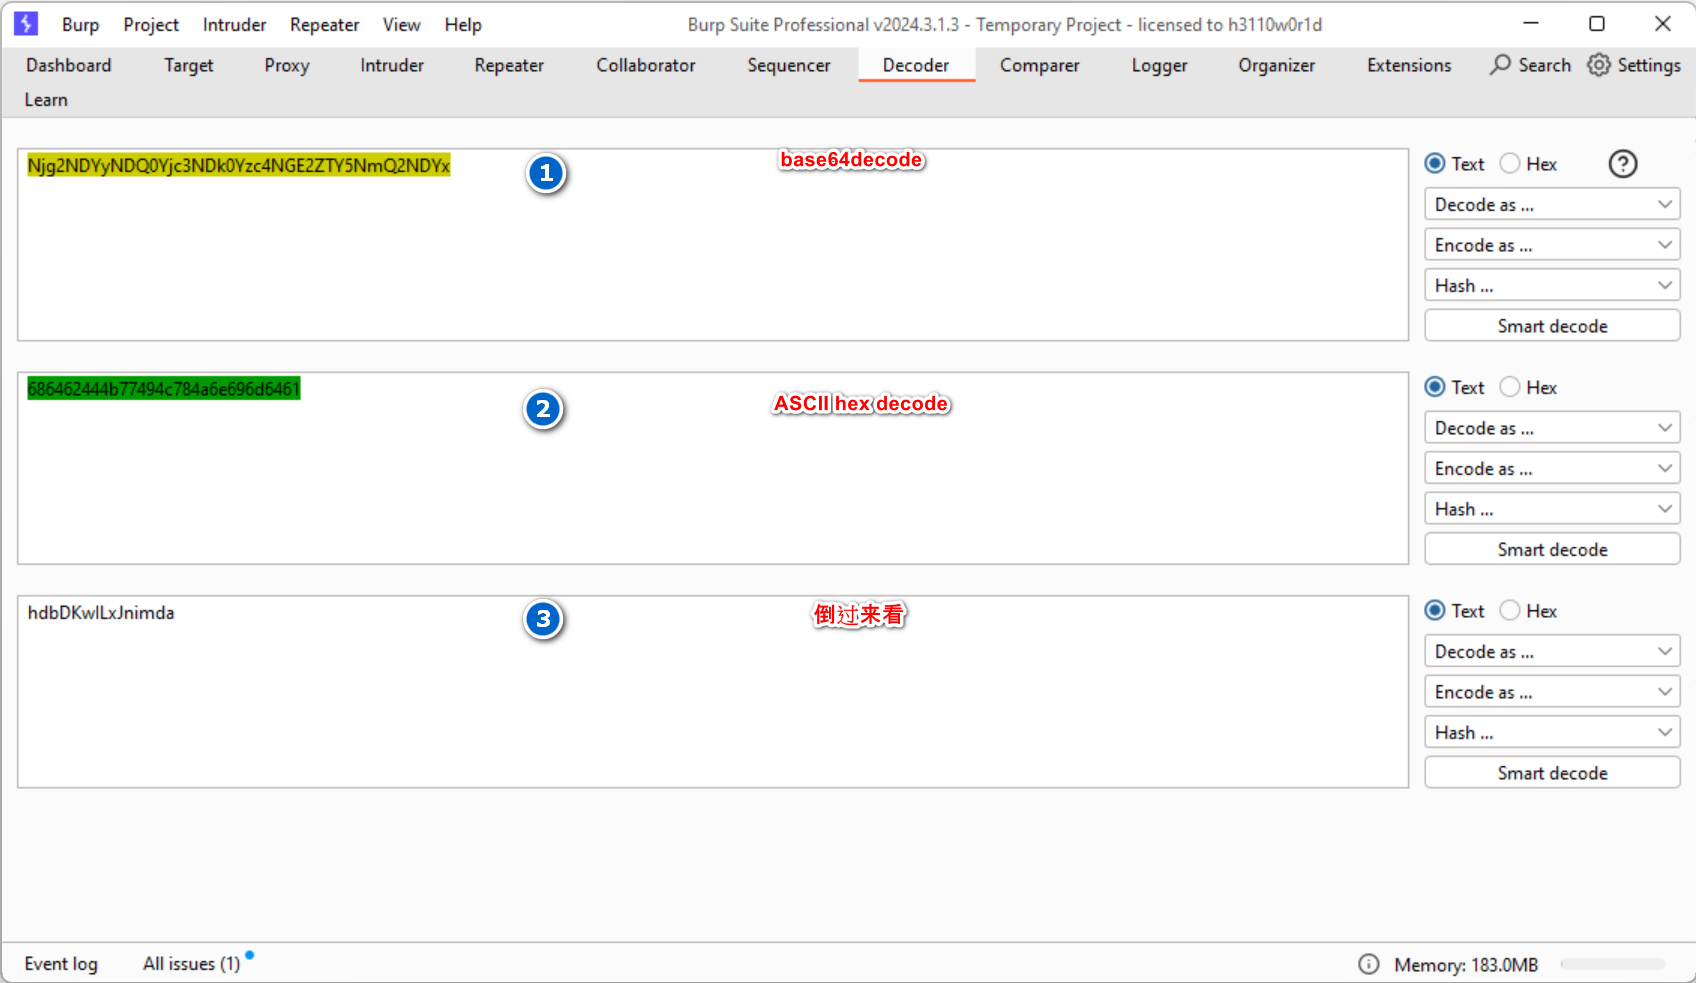 Burp Project Intruder Repeater View Help Burp Suite Professional v2024.3.1.3 - Temporary Project - licensed to h3110w0r1d
Dashboard Target Proxy Intruder Repeater Collaborator Sequencer Decoder Comparer Logger Organizer Extensions Search Settings
Learn
Njg2NDYyNDQ0Yjc3NDk0Yzc4NGE2ZTY5NmQ2NDYx 1 base64decode Text Hex ?
Decode as ...
Encode as ...
Hash ...
Smart decode
686462444b77494c784a6e696d6461 2 ASCII hex decode Text Hex
Decode as ...
Encode as ...
Hash ...
Smart decode
hdbDKwILxJnimda 3 倒过来看 Text Hex
Decode as ...
Encode as ...
Hash ...
Smart decode
Event log All issues (1) Memory: 183.0MB